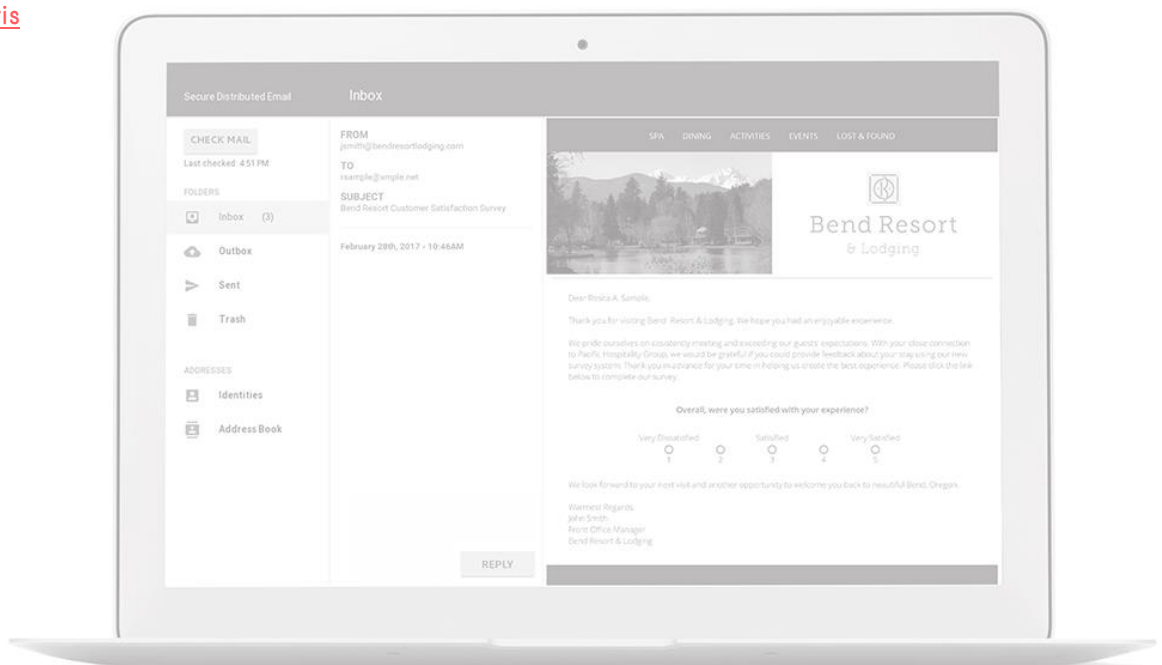 ris
Secure Distributed Email
Inbox
CHECK MAIL
Last checked: 4:51 PM
FOLDERS
Inbox (3)
Outbox
Sent
Trash
ADDRESSES
Identities
Address Book
FROM
jsmith@bendresortlodging.com
TO
rsample@smple.net
SUBJECT
Bend Resort Customer Satisfaction Survey
February 28th, 2017 - 10:46AM
REPLY
SPA DINING ACTIVITIES EVENTS LOST & FOUND
Bend Resort
& Lodging
Dear Rosita A. Sample,
Thank you for visiting Bend Resort & Lodging. We hope you had an enjoyable experience.
We pride ourselves on consistently meeting and exceeding our guests' expectations. With your close connection
to Pacific Hospitality Group, we would be grateful if you could provide feedback about your stay using our new
survey system. Thank you in advance for your time in helping us create the best experience. Please click the link
below to complete our survey.
Overall, were you satisfied with your experience?
Very Dissatisfied Satisfied Very Satisfied
1 2 3 4 5
We look forward to your next visit and another opportunity to welcome you back to beautiful Bend, Oregon.
Warmest Regards,
John Smith
Front Office Manager
Bend Resort & Lodging